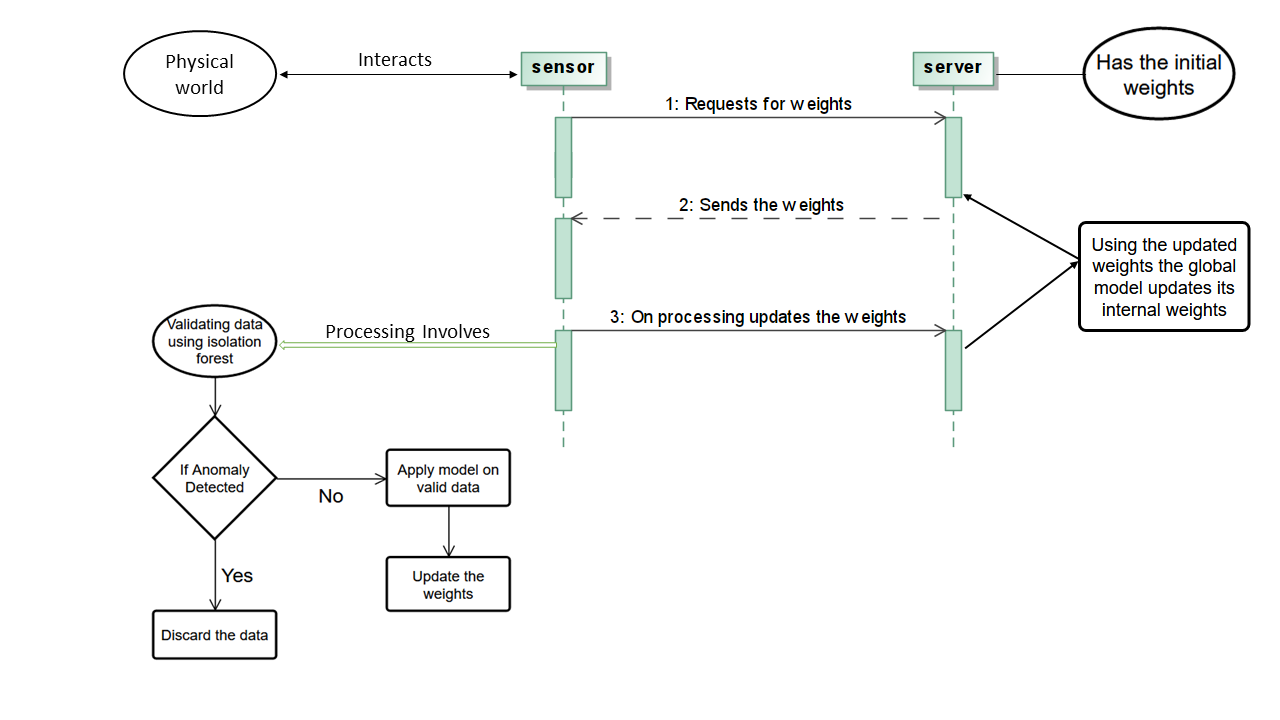 Physical
world
Interacts
sensor
server
Has the initial
weights
1: Requests for weights
2: Sends the weights
Using the updated
weights the global
model updates its
internal weights
3: On processing updates the weights
Processing Involves
Validating data
using isolation
forest
If Anomaly
Detected
No
Apply model on
valid data
Yes
Update the
weights
Discard the data